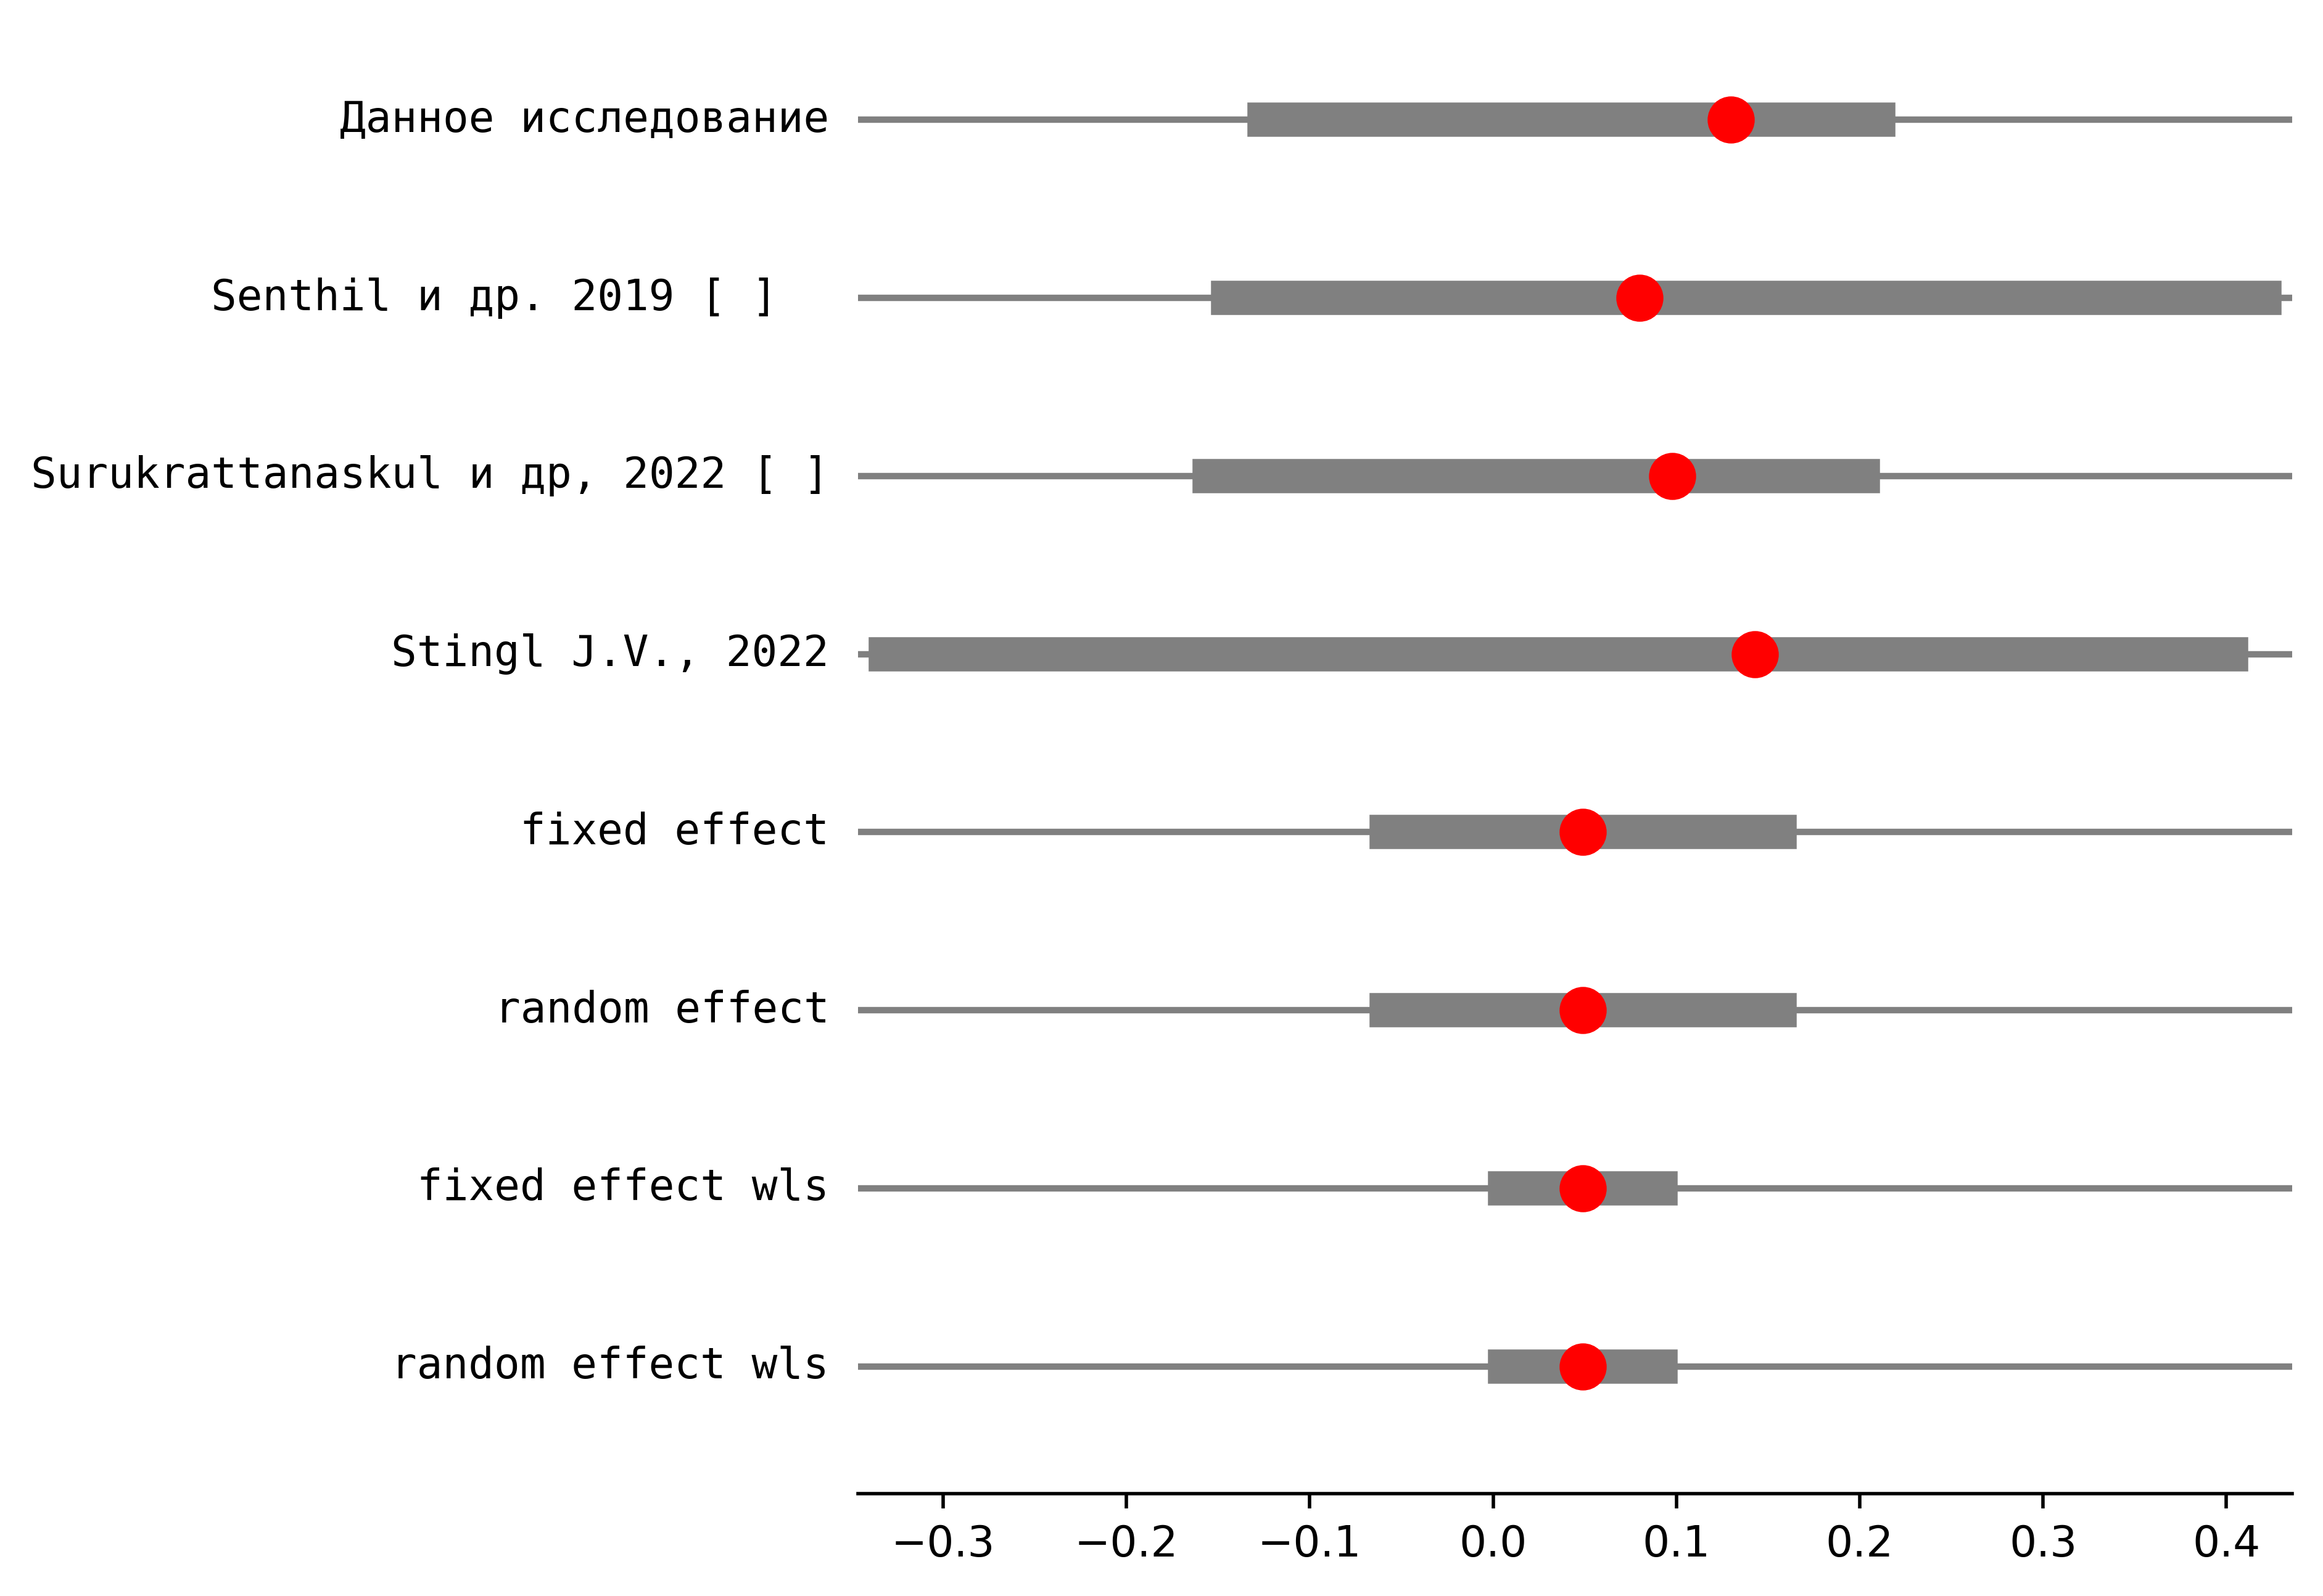 Данное исследование
Senthil и др. 2019 [ ]
Surukrattanaskul и др, 2022 [ ]
Stingl J.V., 2022
fixed effect
random effect
fixed effect wls
random effect wls
−0.3 −0.2 −0.1 0.0 0.1 0.2 0.3 0.4